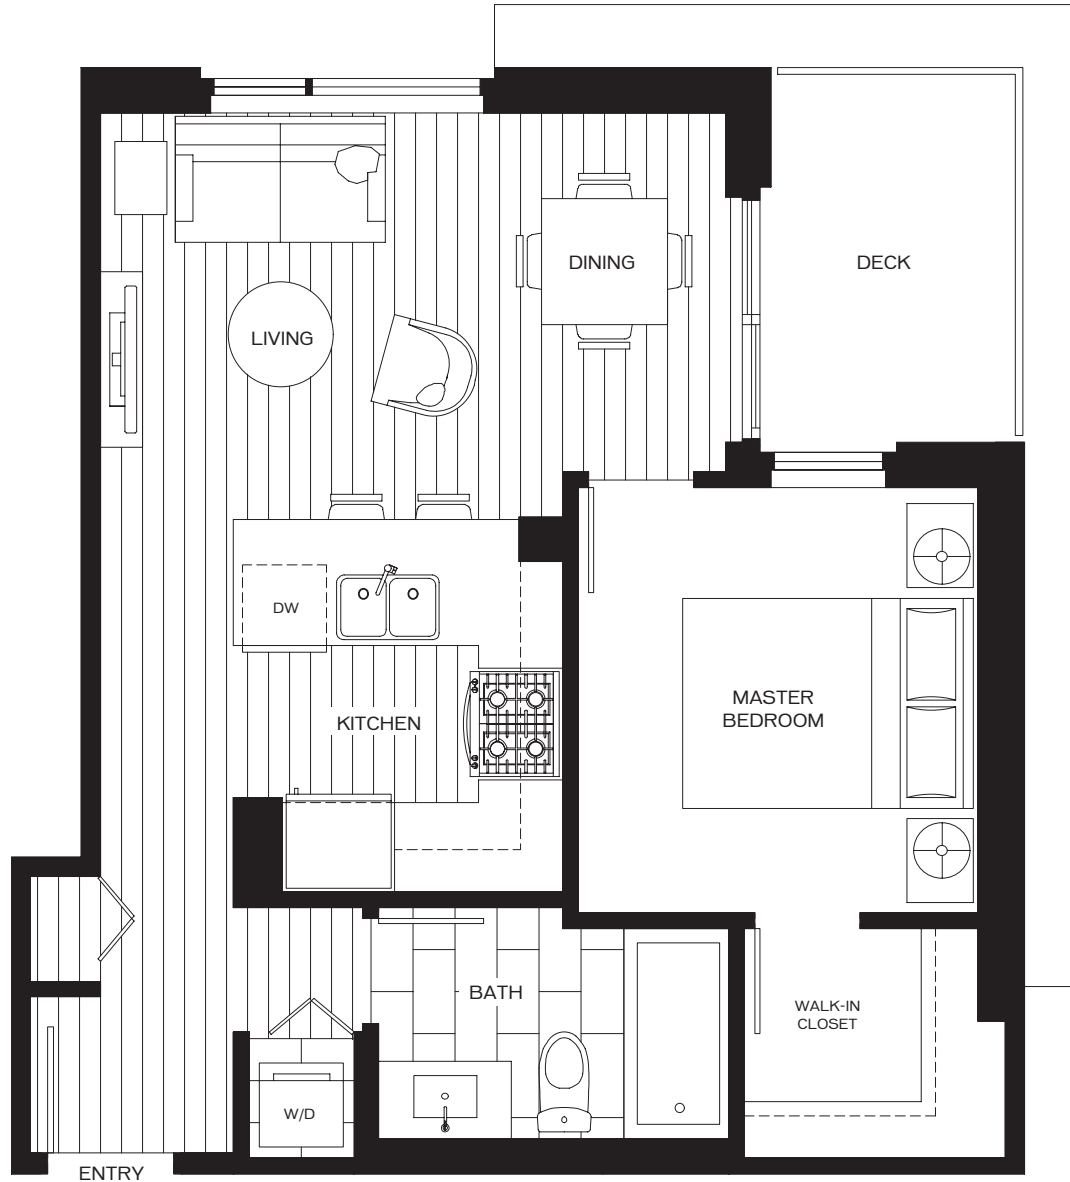 DINING
DECK
LIVING
DW
MASTER
BEDROOM
KITCHEN
BATH
WALK-IN
CLOSET
W/D
ENTRY